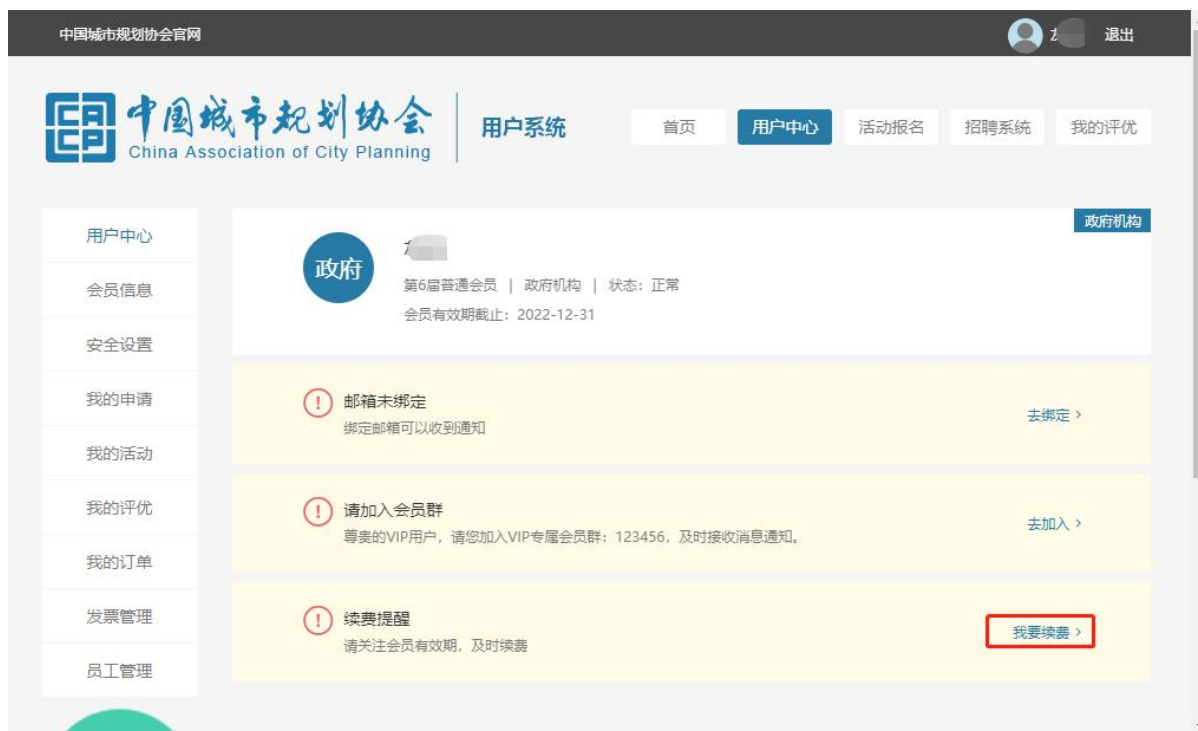 中国城市规划协会官网
退出
中国城市规划协会
China Association of City Planning
用户系统
首页
用户中心
活动报名
招聘系统
我的评优
用户中心
会员信息
安全设置
我的申请
我的活动
我的评优
我的订单
发票管理
员工管理
政府机构
政府
第6届普通会员 | 政府机构 | 状态：正常
会员有效期截止：2022-12-31
邮箱未绑定
绑定邮箱可以收到通知
去绑定 >
请加入会员群
尊贵的VIP用户，请您加入VIP专属会员群：123456，及时接收消息通知。
去加入 >
续费提醒
请关注会员有效期，及时续费
我要续费 >